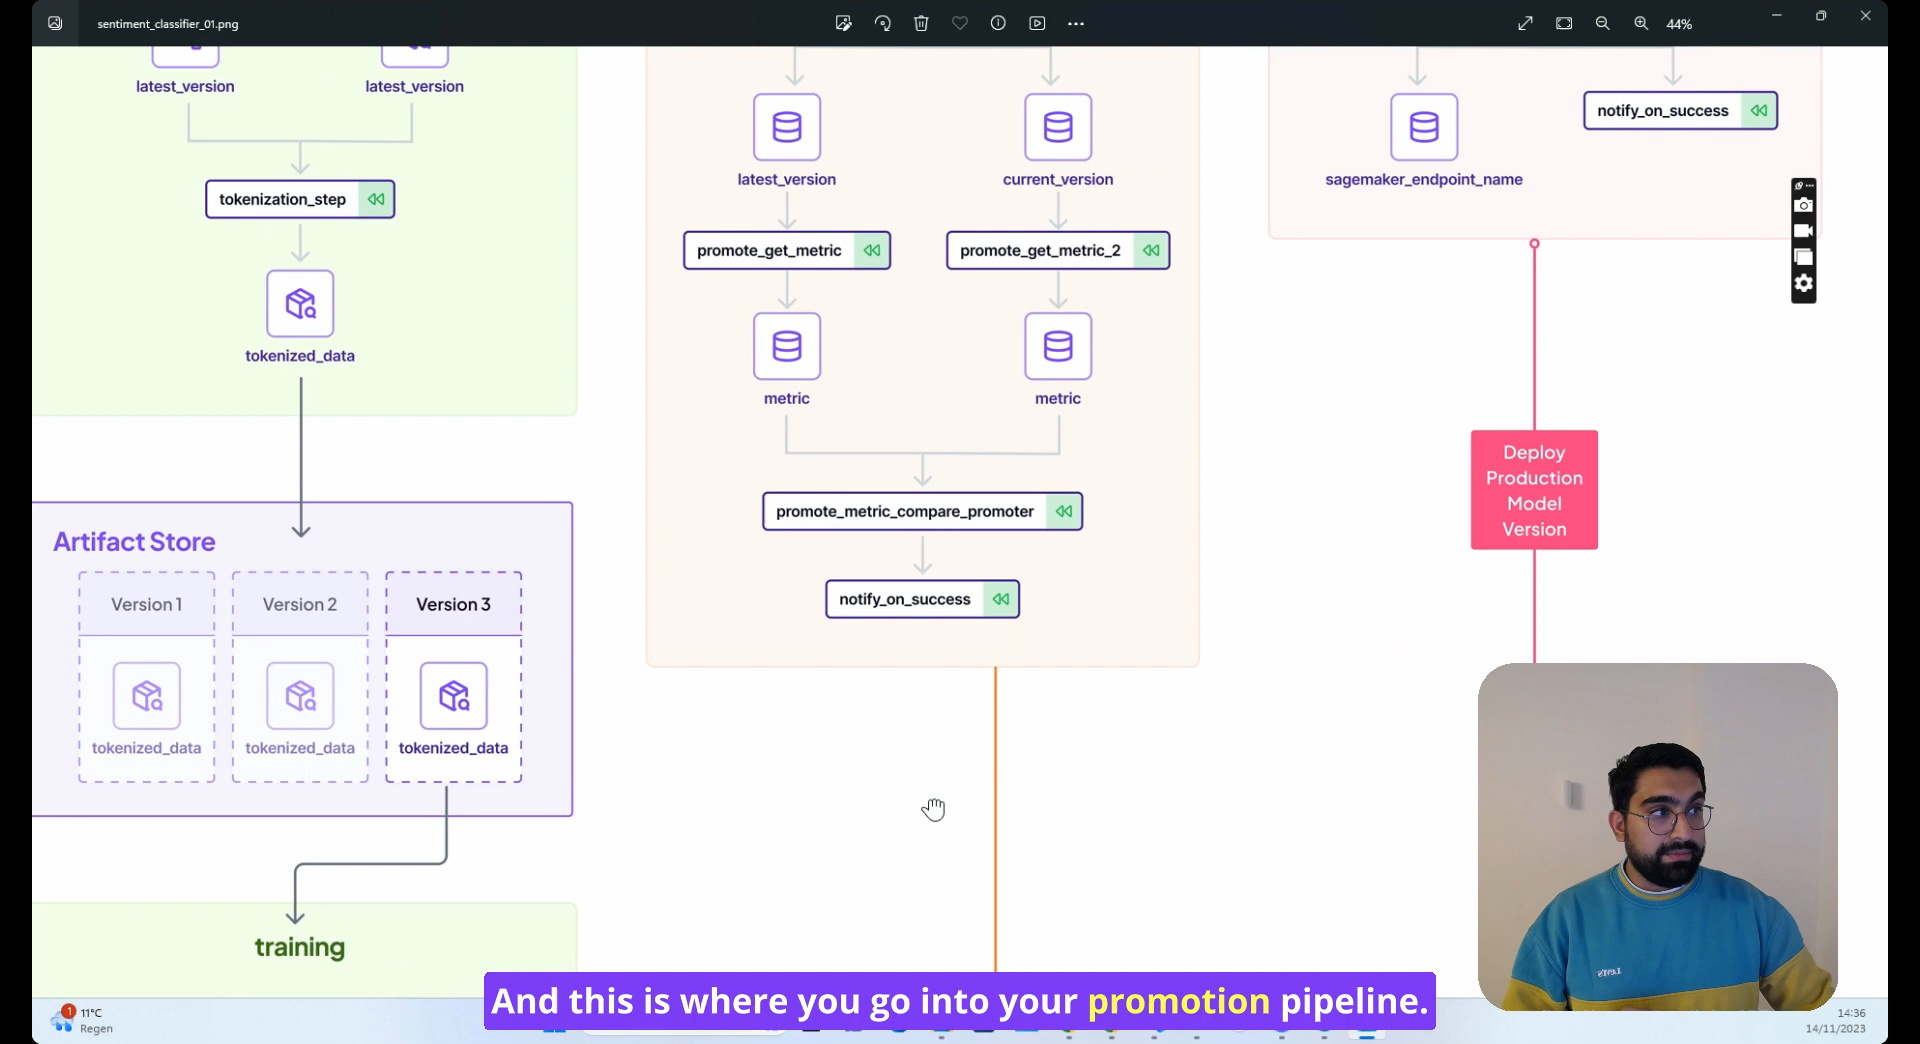 sentiment_classifier_01.png
44%
latest_version
latest_version
tokenization_step
tokenized_data
Artifact Store
Version 1
Version 2
Version 3
tokenized_data
tokenized_data
tokenized_data
training
latest_version
current_version
promote_get_metric
promote_get_metric_2
metric
metric
promote_metric_compare_promoter
notify_on_success
sagemaker_endpoint_name
notify_on_success
Deploy
Production
Model
Version
And this is where you go into your promotion pipeline.
1
11°C
Regen
14:36
14/11/2023